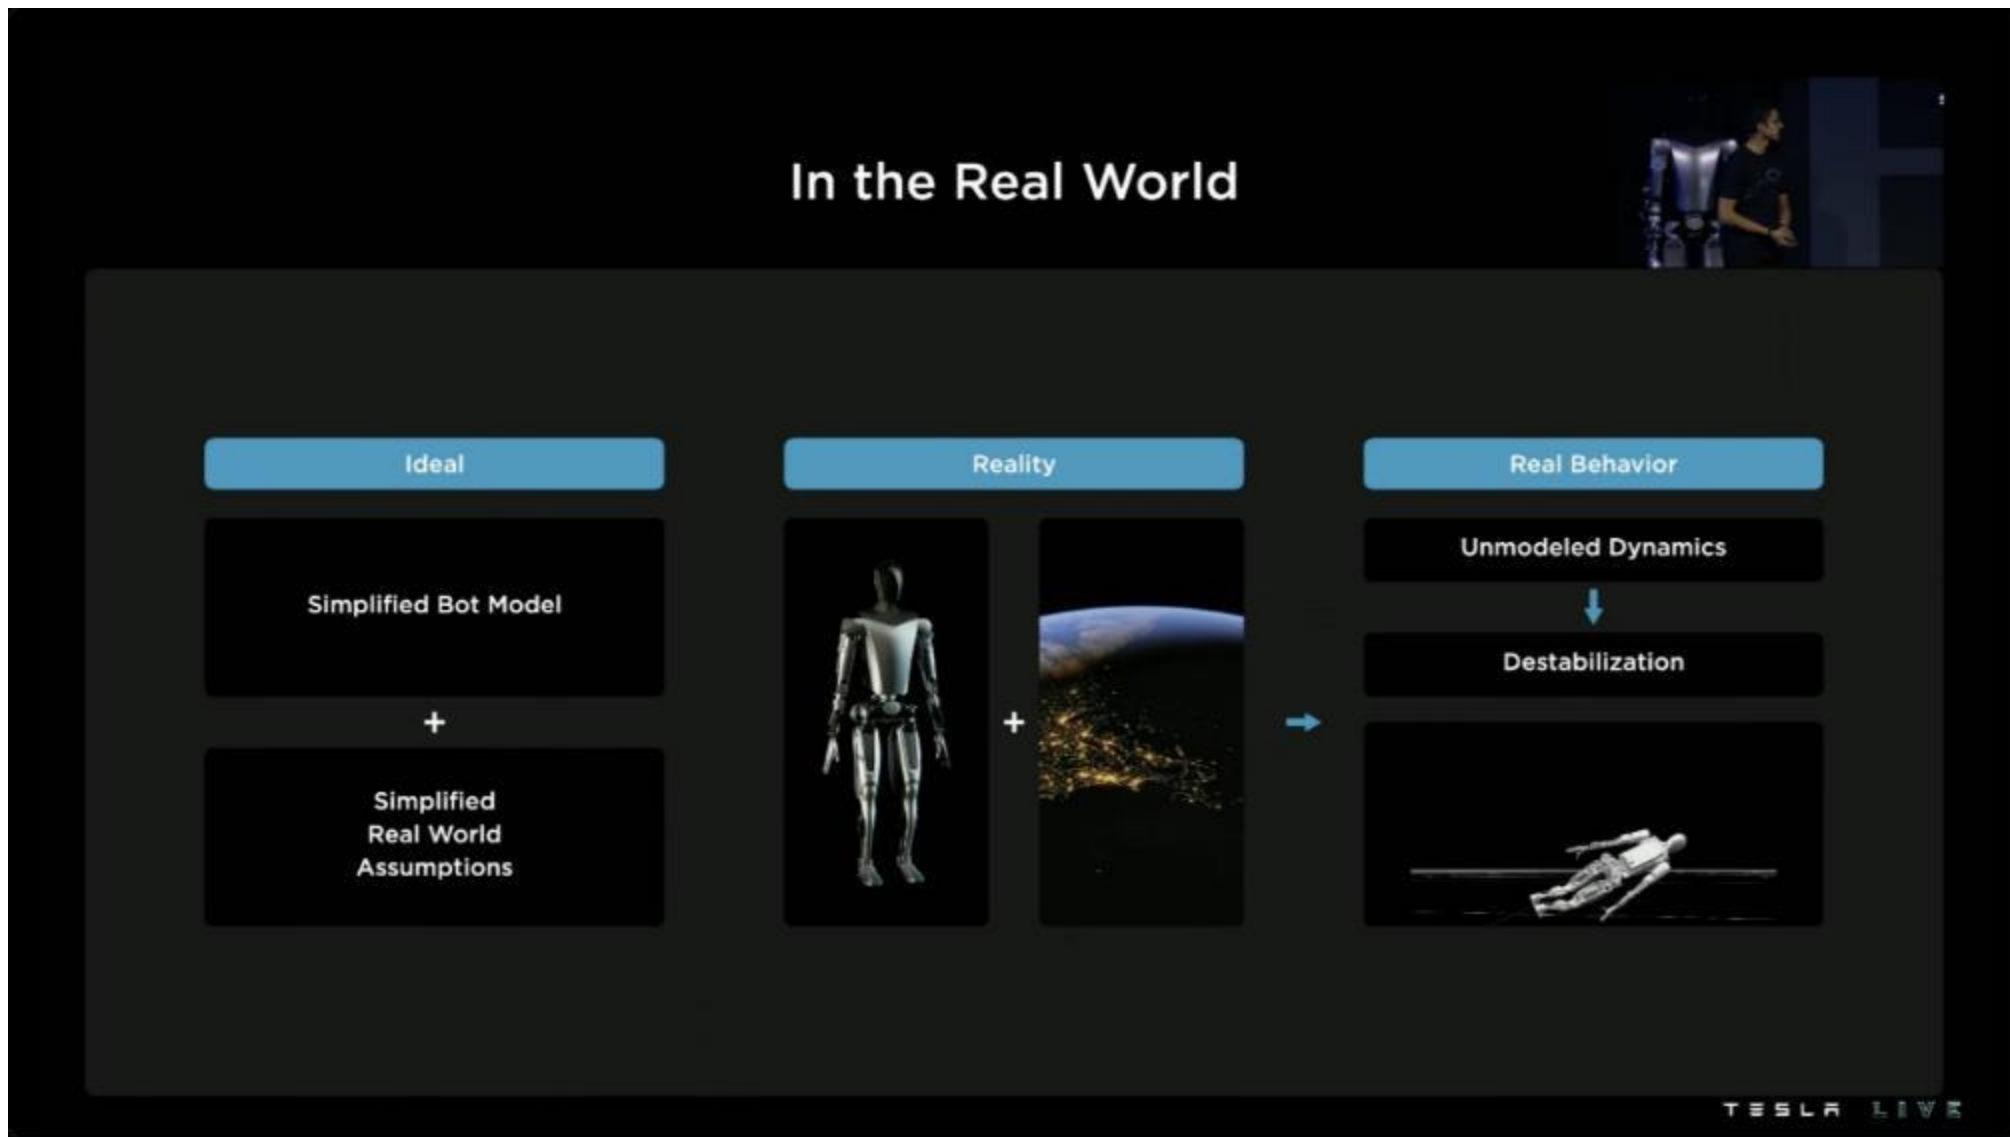 In the Real World
Ideal
Simplified Bot Model
+
Simplified
Real World
Assumptions
Reality
+
Real Behavior
Unmodeled Dynamics
Destabilization
TESLA LIVE